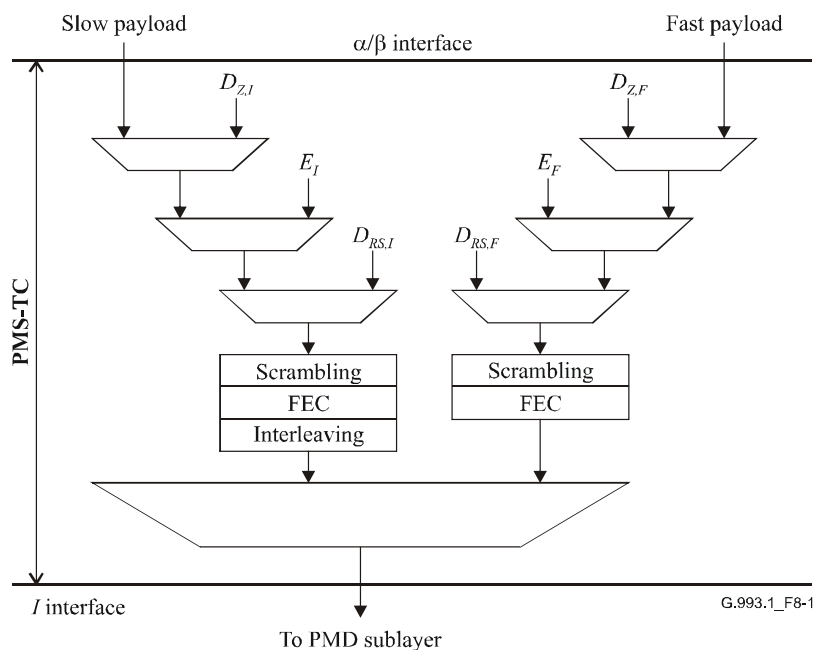 Slow payload
α/β interface
Fast payload
D_{Z,I}
D_{Z,F}
E_I
E_F
D_{RS,I}
D_{RS,F}
PMS-TC
Scrambling
FEC
Interleaving
Scrambling
FEC
I interface
G.993.1_F8-1
To PMD sublayer